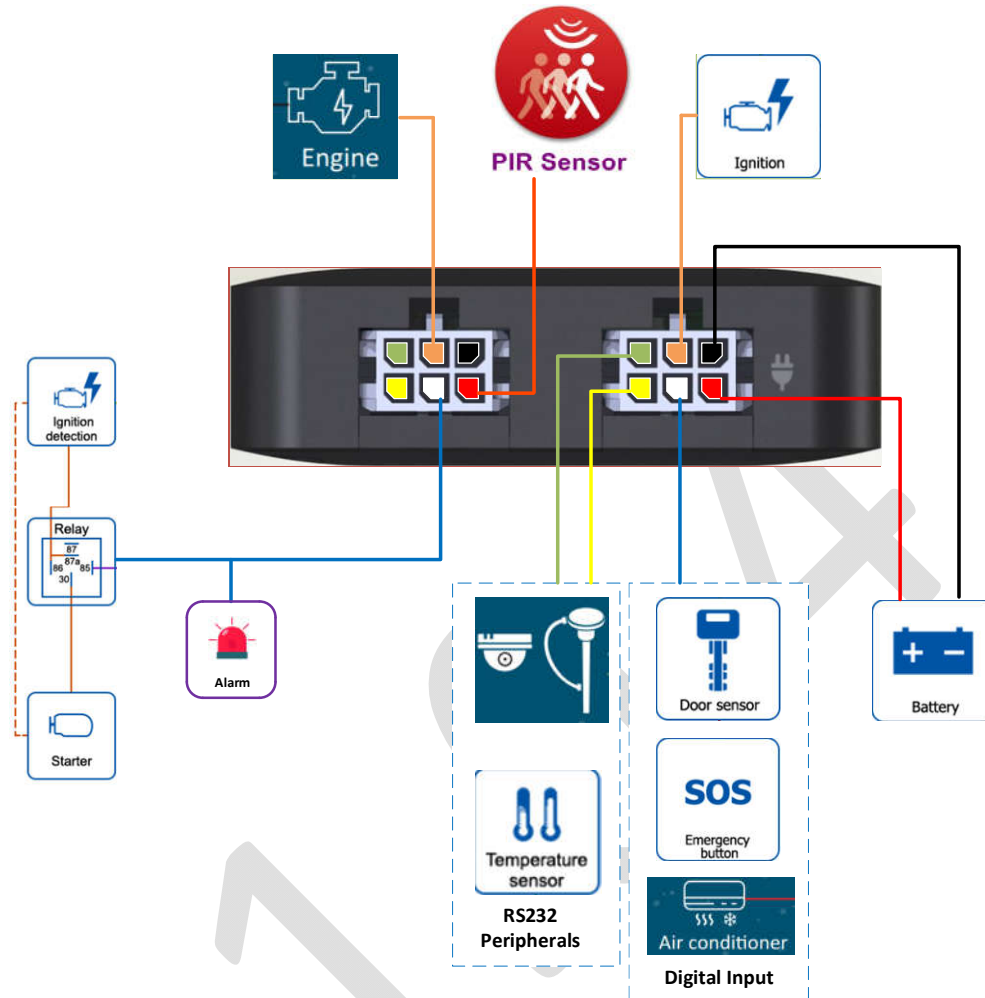 Engine
PIR Sensor
Ignition
Ignition
detection
Relay
87
87a
86
85
30
Alarm
Starter
Door sensor
Battery
SOS
Emergency
button
Temperature
sensor
RS232
Peripherals
Air conditioner
Digital Input